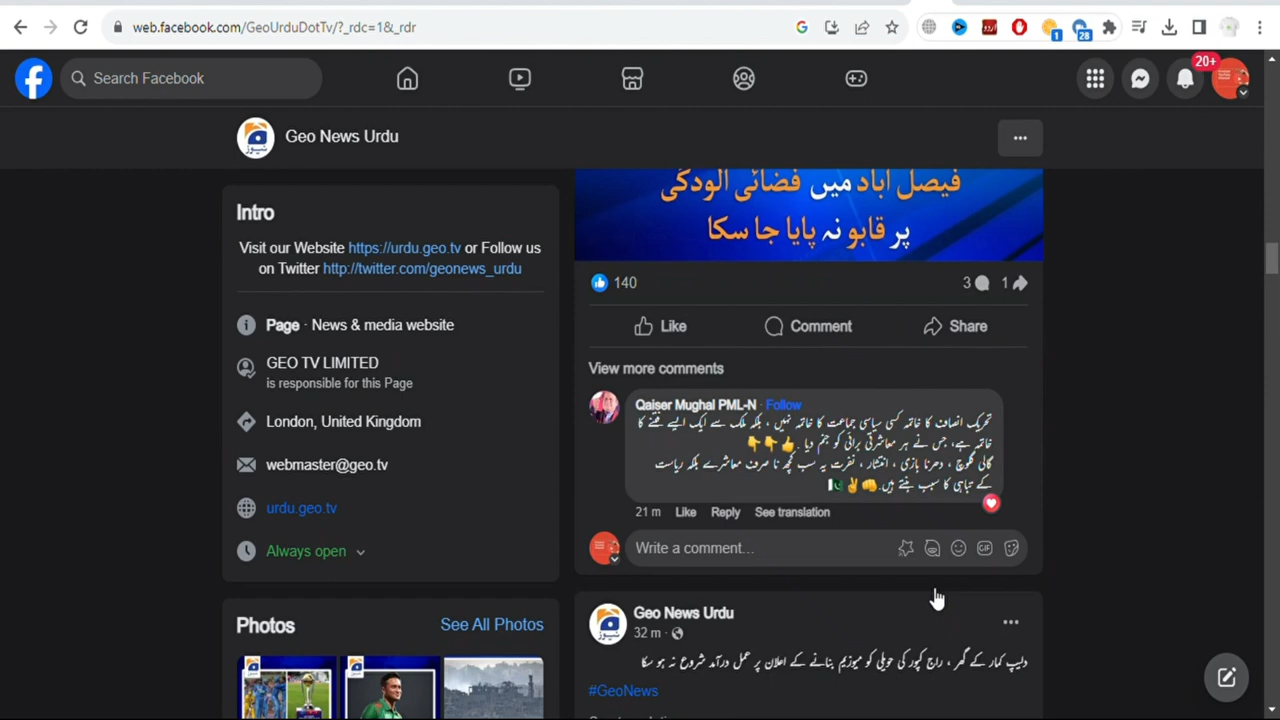 web.facebook.com/GeoUrduDotTv/?_rdc=1&_rdr
1
28
Search Facebook
20+
Geo News Urdu
Intro
Visit our Website https://urdu.geo.tv or Follow us
on Twitter http://twitter.com/geonews_urdu
Page · News & media website
GEO TV LIMITED
is responsible for this Page
London, United Kingdom
webmaster@geo.tv
urdu.geo.tv
Always open
Photos
See All Photos
فیصل آباد میں فضائی آلودگی
پر قابو نہ پایا جا سکا
140
3
1
Like
Comment
Share
View more comments
Qaiser Mughal PML-N · Follow
تحریک انصاف کا خاتمہ کسی سیاسی جماعت کا خاتمہ نہیں ، بلکہ ملک سے ایک ایسے فتنے کا
خاتمہ ہے، جس نے ہر معاشرتی برائی کو جنم دیا . 👍👇👇
گالی گلوچ ، دھرنا بازی ، انتشار ، نفرت یہ سب کچھ نا صرف معاشرے بلکہ ریاست
کے تباہی کا سبب بنتے ہیں.👊✌🇵🇰
21 m Like Reply See translation
Write a comment…
GIF
Geo News Urdu
32 m ·
دلیپ کمار کے گھر ، راج کپور کی حویلی کو میوزیم بنانے کے اعلان پر عمل درآمد شروع نہ ہو سکا
#GeoNews